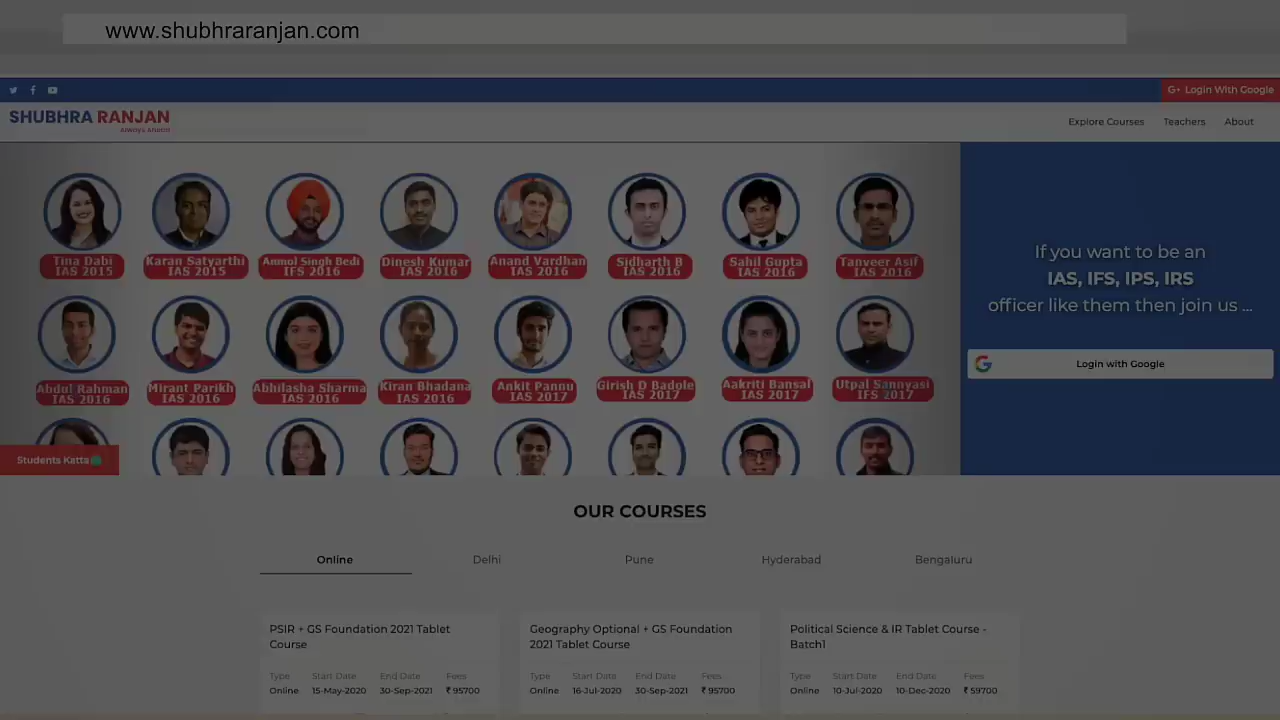 www.shubhraranjan.com
G+ Login With Google
SHUBHRA RANJAN
Always Ahead
Explore Courses Teachers About
Tina Dabi
IAS 2015
Karan Satyarthi
IAS 2015
Anmol Singh Bedi
IFS 2016
Dinesh Kumar
IAS 2016
Anand Vardhan
IAS 2016
Sidharth B
IAS 2016
Sahil Gupta
IAS 2016
Tanveer Asif
IAS 2016
Abdul Rahman
IAS 2016
Mirant Parikh
IAS 2016
Abhilasha Sharma
IAS 2016
Kiran Bhadana
IAS 2016
Ankit Pannu
IAS 2017
Girish D Badole
IAS 2017
Aakriti Bansal
IAS 2017
Utpal Sannyasi
IFS 2017
If you want to be an
IAS, IFS, IPS, IRS
officer like them then join us ...
Login with Google
Students Katta
OUR COURSES
Online Delhi Pune Hyderabad Bengaluru
PSIR + GS Foundation 2021 Tablet
Course
Type Start Date End Date Fees
Online 15-May-2020 30-Sep-2021 ₹ 95700
Geography Optional + GS Foundation
2021 Tablet Course
Type Start Date End Date Fees
Online 16-Jul-2020 30-Sep-2021 ₹ 95700
Political Science & IR Tablet Course -
Batch1
Type Start Date End Date Fees
Online 10-Jul-2020 10-Dec-2020 ₹ 59700